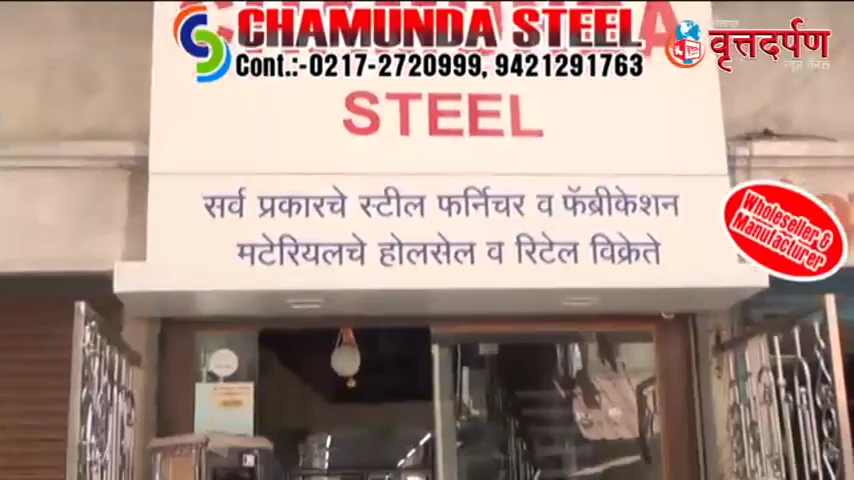 CHAMUNDA STEEL
Cont.:-0217-2720999, 9421291763
वृत्तदर्पण
STEEL
सर्व प्रकारचे स्टील फर्निचर व फॅब्रीकेशन
मटेरियलचे होलसेल व रिटेल विक्रेते
Wholeseller &
Manufacturer